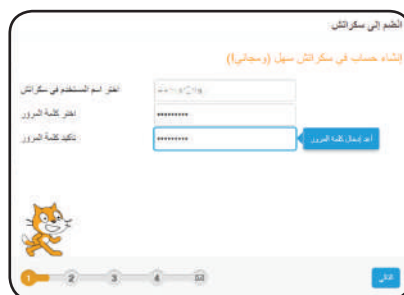 انضم إلى سكراتش
إنشاء حساب في سكراتش سهل (ومجاني!)
اختر اسم المستخدم في سكراتش
اختر كلمة المرور *********
تأكيد كلمة المرور ********* أعد إدخال كلمة المرور
1 2 3 4
التالي